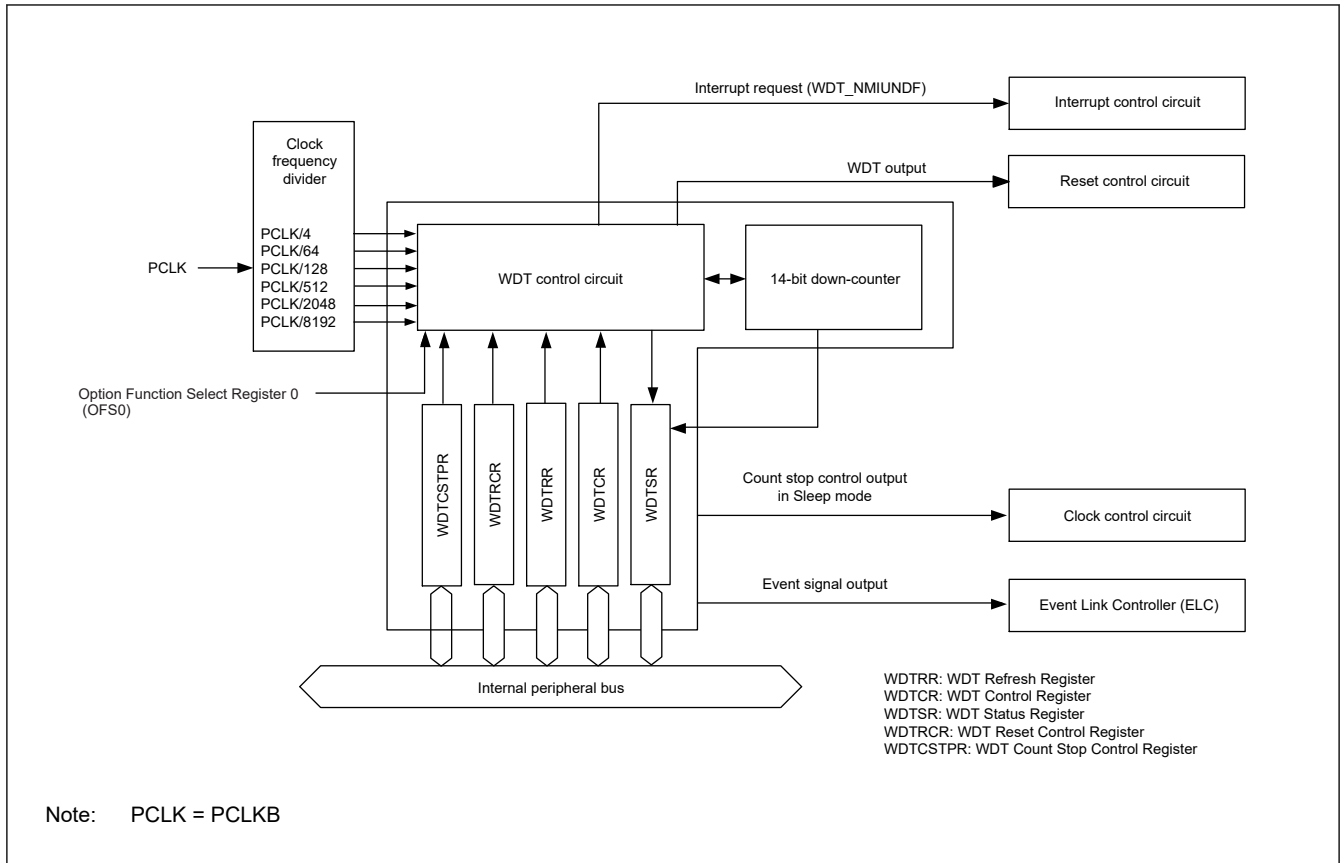 Interrupt request (WDT_NMIUNDF)
Interrupt control circuit
Clock
frequency
divider
WDT output
Reset control circuit
PCLK
PCLK/4
PCLK/64
PCLK/128
PCLK/512
PCLK/2048
PCLK/8192
WDT control circuit
14-bit down-counter
Option Function Select Register 0
(OFS0)
WDTCSTPR
WDTRCR
WDTRR
WDTCR
WDTSR
Count stop control output
in Sleep mode
Clock control circuit
Event signal output
Event Link Controller (ELC)
Internal peripheral bus
WDTRR: WDT Refresh Register
WDTCR: WDT Control Register
WDTSR: WDT Status Register
WDTRCR: WDT Reset Control Register
WDTCSTPR: WDT Count Stop Control Register
Note: PCLK = PCLKB